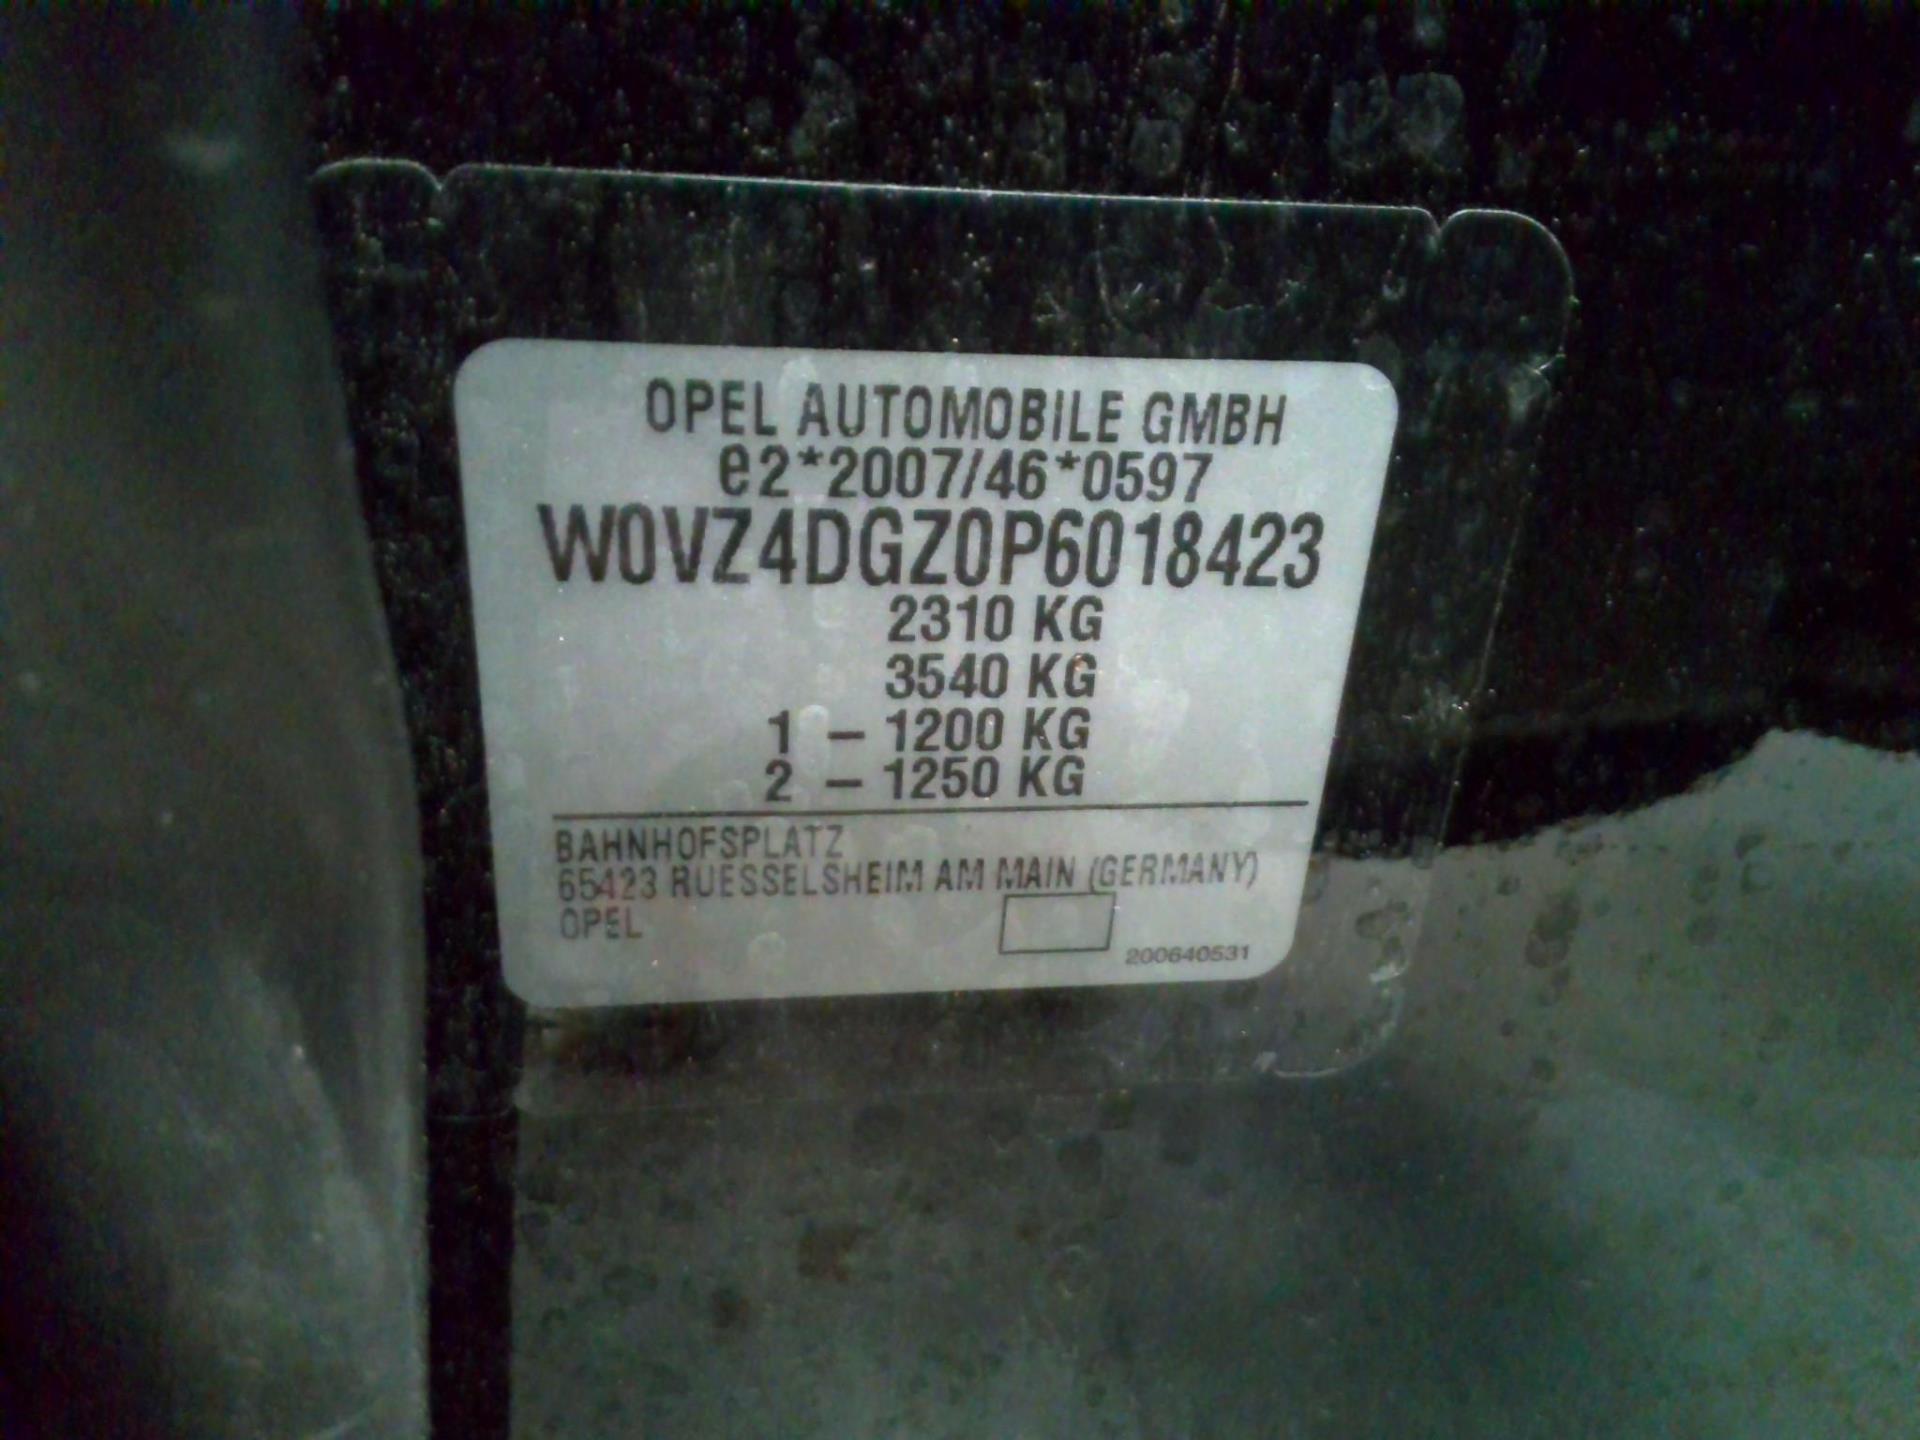 OPEL AUTOMOBILE GMBH
e2*2007/46*0597
W0VZ4DGZ0P6018423
2310 KG
3540 KG
1 – 1200 KG
2 – 1250 KG
BAHNHOFSPLATZ
65423 RUESSELSHEIM AM MAIN (GERMANY)
OPEL
200640531